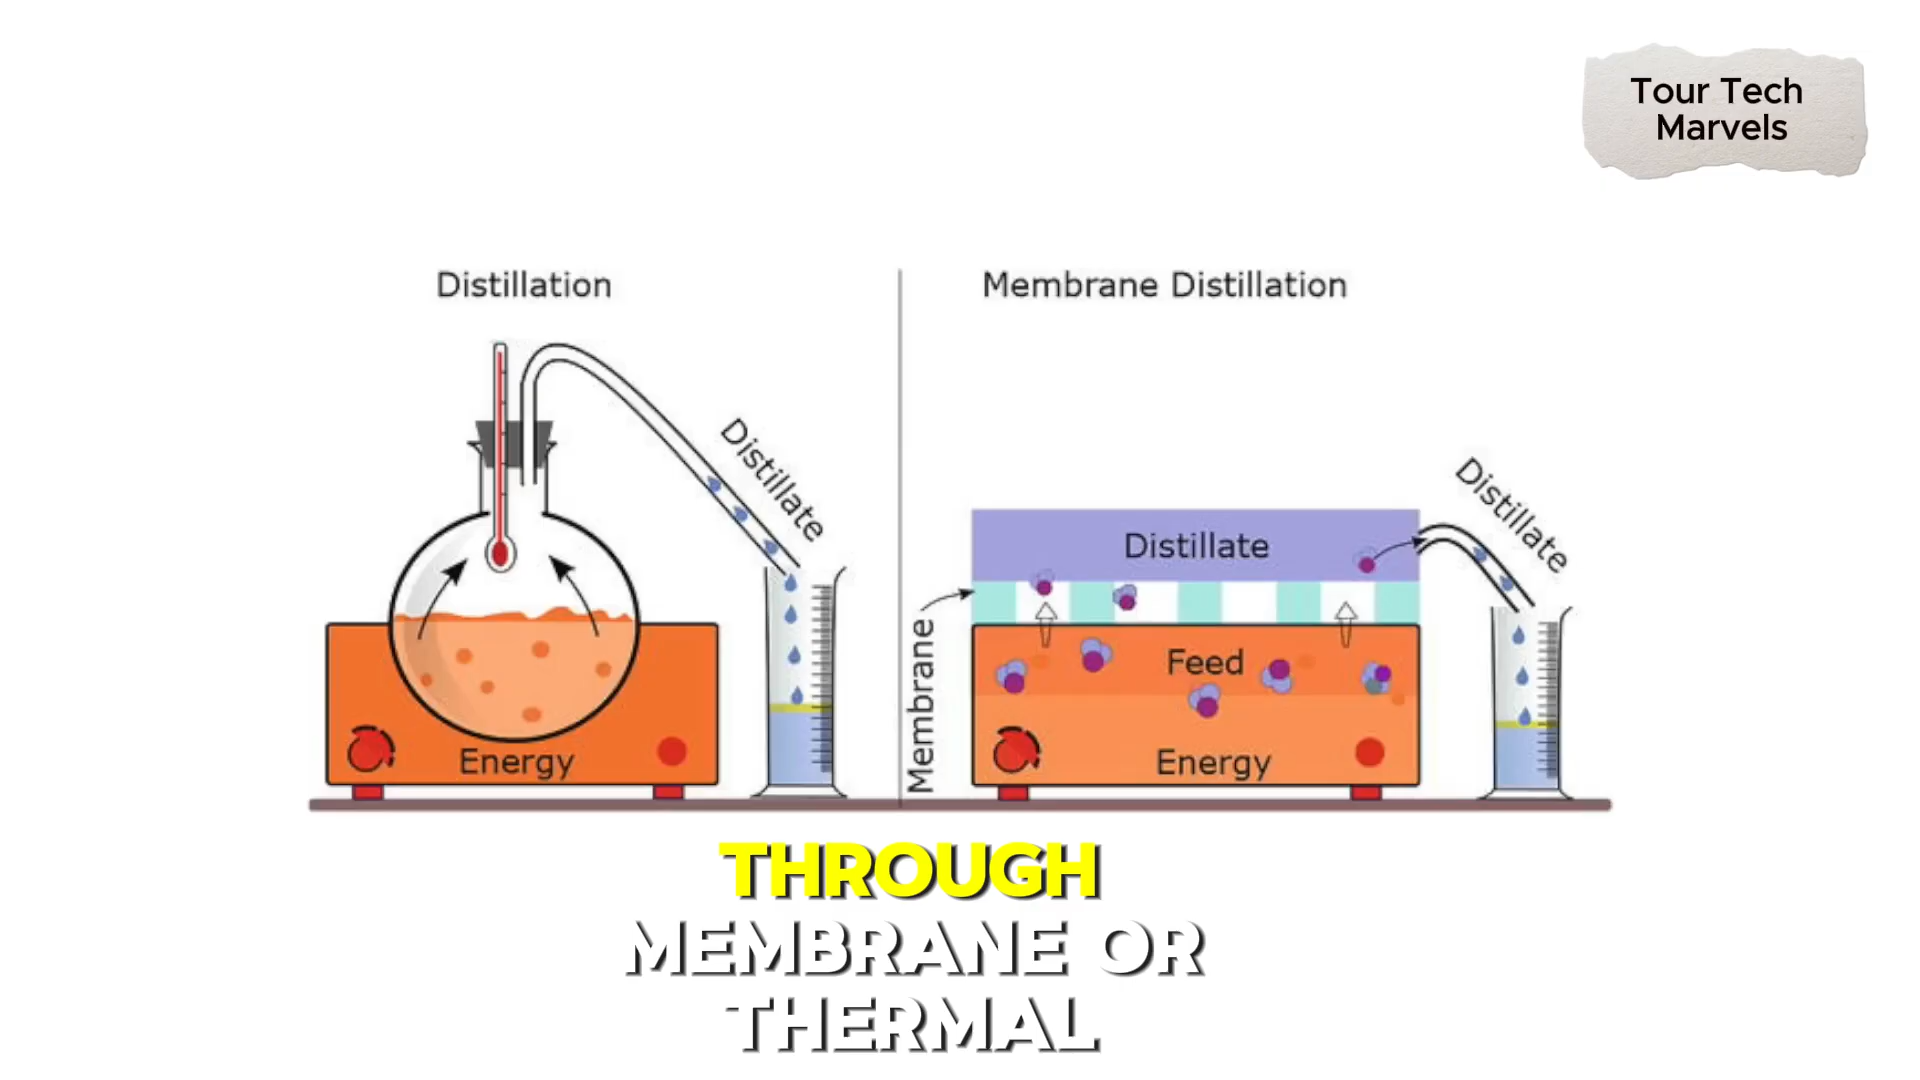 Tour Tech
Marvels
Distillation
Membrane Distillation
Distillate
Energy
Distillate
Distillate
Membrane
Feed
Energy
THROUGH
MEMBRANE OR
THERMAL